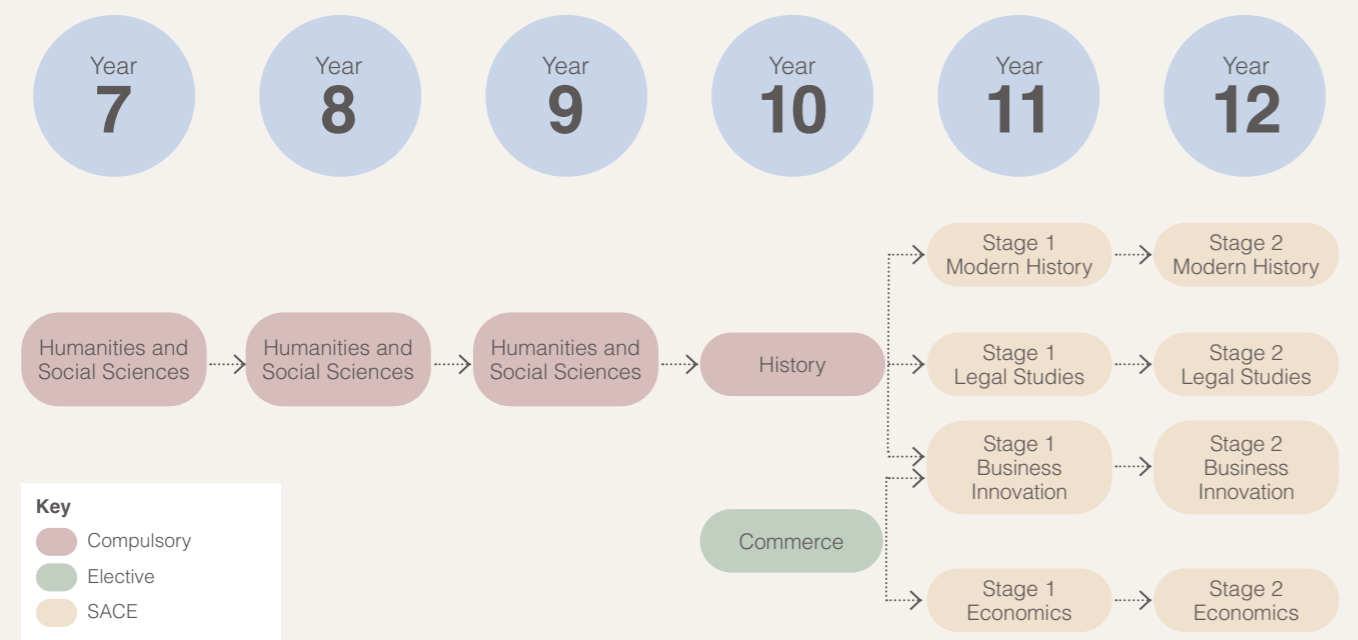 Year
7
Year
8
Year
9
Year
10
Year
11
Year
12
Humanities and
Social Sciences
Humanities and
Social Sciences
Humanities and
Social Sciences
History
Commerce
Stage 1
Modern History
Stage 2
Modern History
Stage 1
Legal Studies
Stage 2
Legal Studies
Stage 1
Business
Innovation
Stage 2
Business
Innovation
Stage 1
Economics
Stage 2
Economics
Key
Compulsory
Elective
SACE